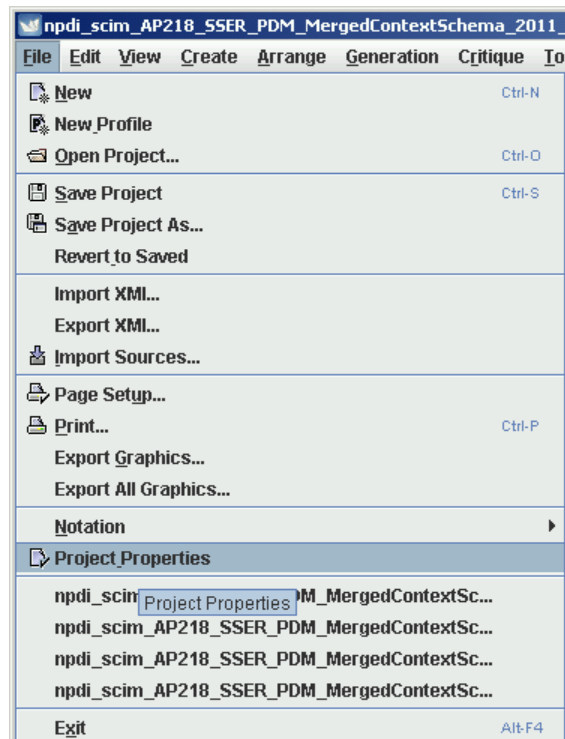 npdi_scim_AP218_SSER_PDM_MergedContextSchema_2011_
File Edit View Create Arrange Generation Critique To
New Ctrl-N
New Profile
Open Project... Ctrl-O
Save Project Ctrl-S
Save Project As...
Revert to Saved
Import XMI...
Export XMI...
Import Sources...
Page Setup...
Print... Ctrl-P
Export Graphics...
Export All Graphics...
Notation
Project Properties
npdi_scim M_MergedContextSc...
Project Properties
npdi_scim_AP218_SSER_PDM_MergedContextSc...
npdi_scim_AP218_SSER_PDM_MergedContextSc...
npdi_scim_AP218_SSER_PDM_MergedContextSc...
Exit Alt-F4